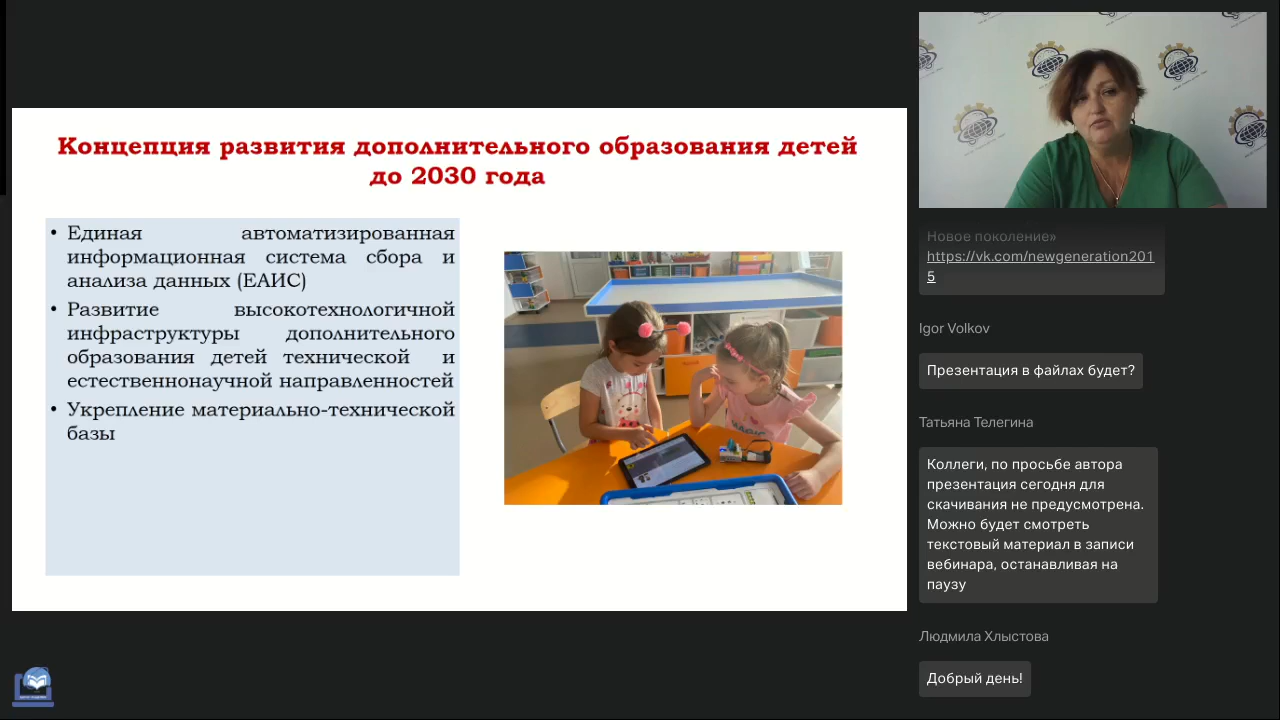 Концепция развития дополнительного образования детей
до 2030 года
• Единая автоматизированная
информационная система сбора и
анализа данных (ЕАИС)
• Развитие высокотехнологичной
инфраструктуры дополнительного
образования детей технической и
естественнонаучной направленностей
• Укрепление материально-технической
базы
Новое поколение»
https://vk.com/newgeneration201
5
Igor Volkov
Презентация в файлах будет?
Татьяна Телегина
Коллеги, по просьбе автора
презентация сегодня для
скачивания не предусмотрена.
Можно будет смотреть
текстовый материал в записи
вебинара, останавливая на
паузу
Людмила Хлыстова
Добрый день!